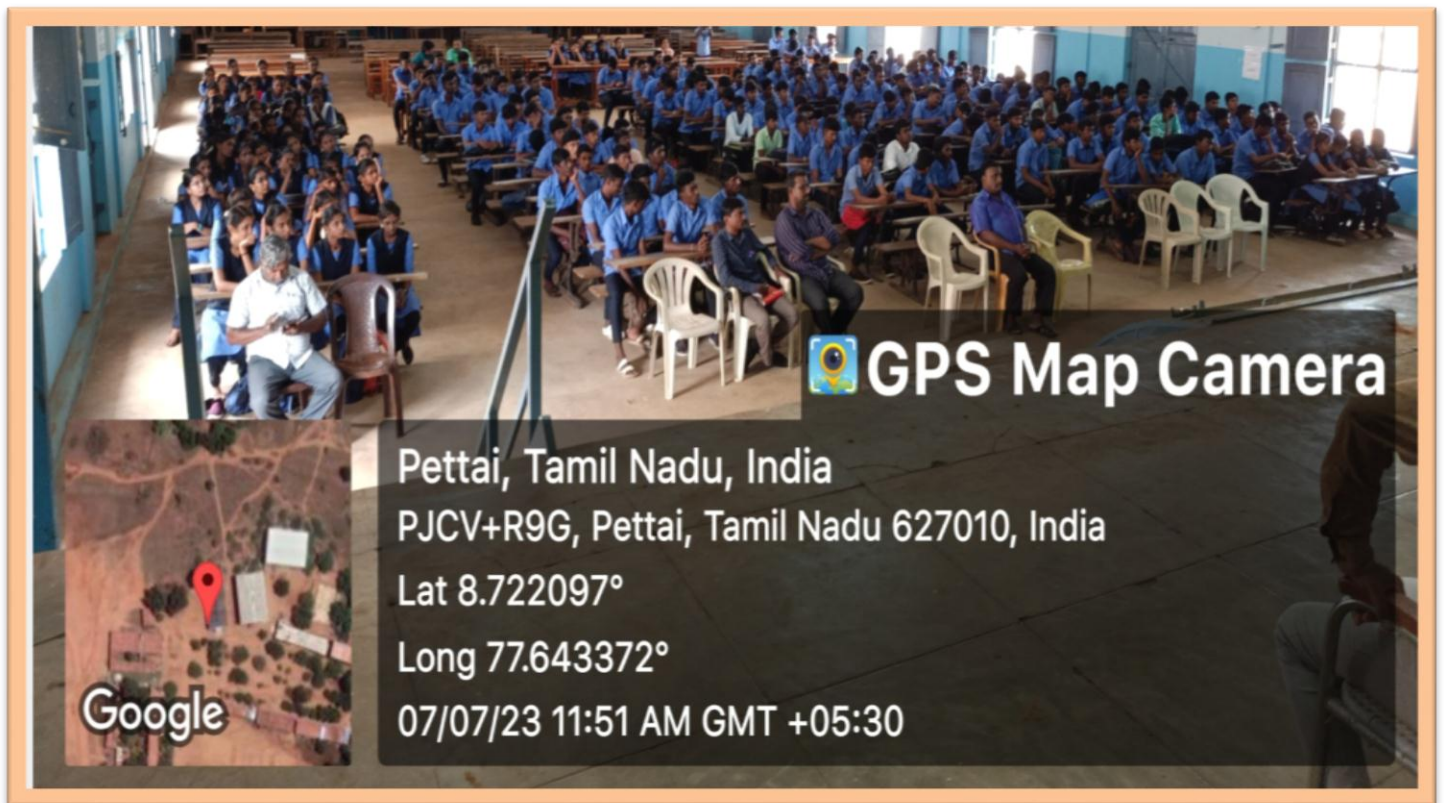 GPS Map Camera
Pettai, Tamil Nadu, India
PJCV+R9G, Pettai, Tamil Nadu 627010, India
Lat 8.722097°
Long 77.643372°
07/07/23 11:51 AM GMT +05:30
Google